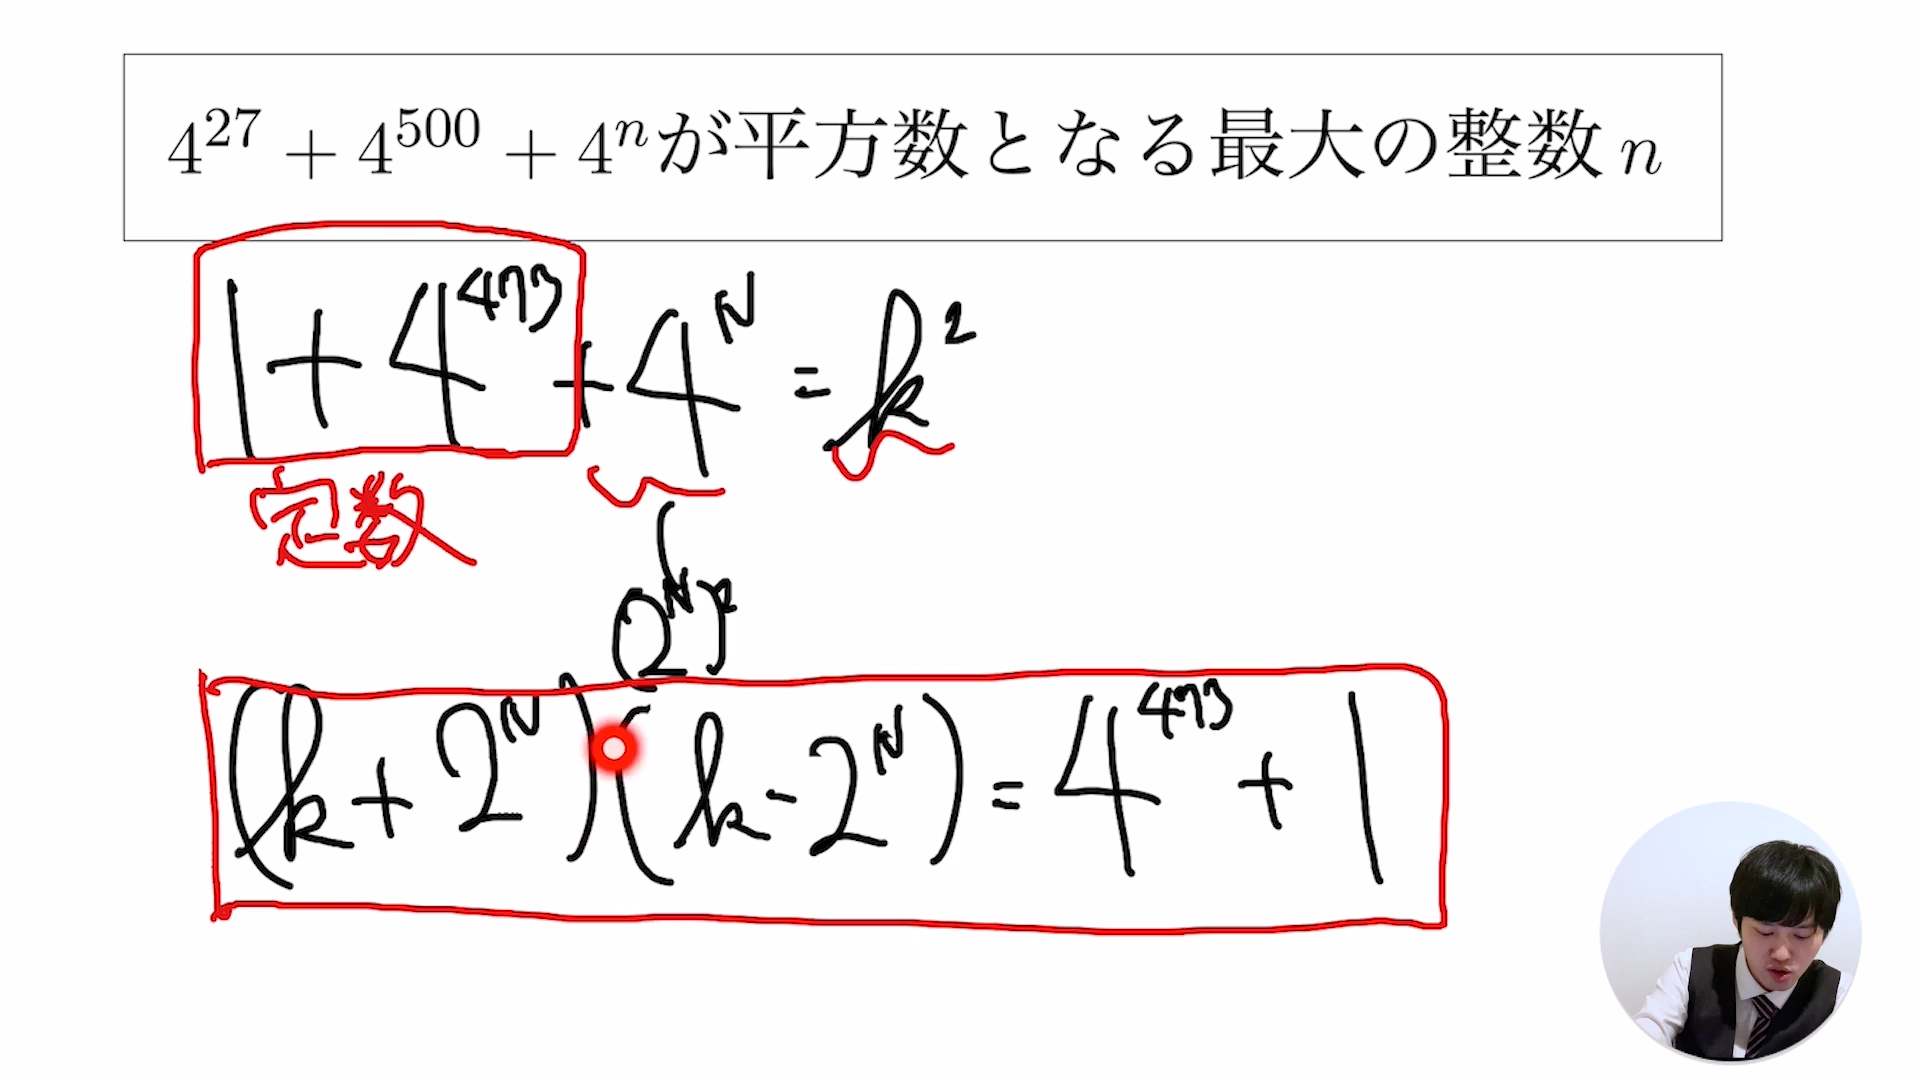 4^{27} + 4^{500} + 4^nが平方数となる最大の整数 n
1 + 4^{473} + 4^N = k^2
定数
(2^N)^2
(k + 2^N)(k - 2^N) = 4^{473} + 1